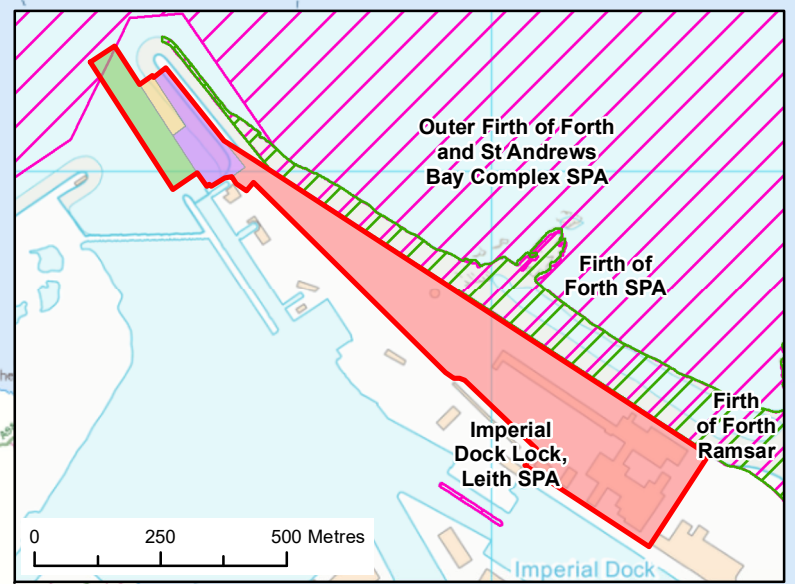 Outer Firth of Forth
and St Andrews
Bay Complex SPA
Firth of
Forth SPA
Firth
of Forth
Ramsar
Imperial
Dock Lock,
Leith SPA
0 250 500 Metres
Imperial Dock